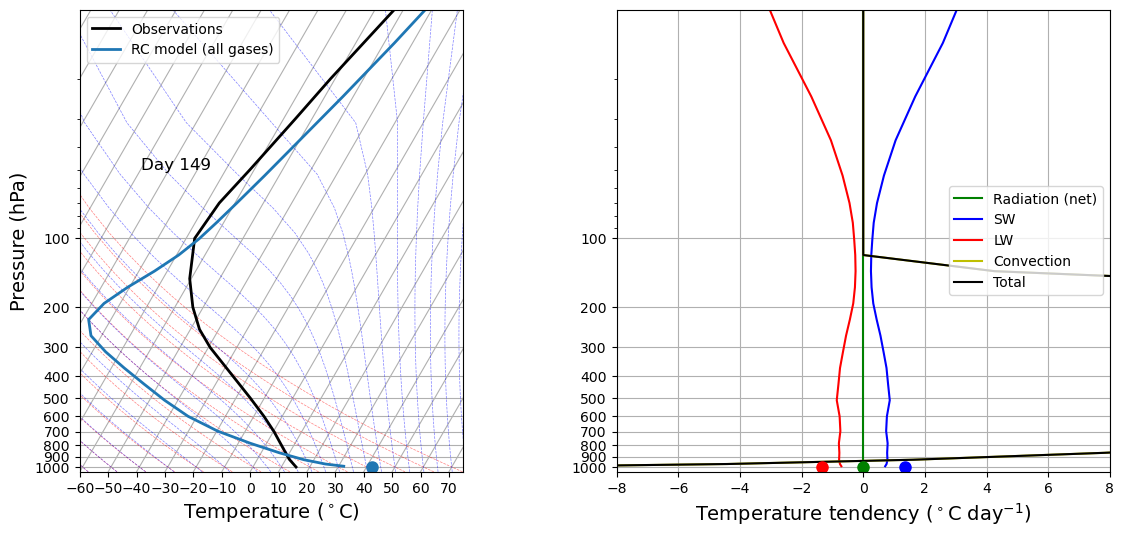 Observations
RC model (all gases)
Day 149
Pressure (hPa)
100
200
300
400
500
600
700
800
900
1000
−60 −50 −40 −30 −20 −10 0 10 20 30 40 50 60 70
Temperature (°C)
Radiation (net)
SW
LW
Convection
Total
100
200
300
400
500
600
700
800
900
1000
−8 −6 −4 −2 0 2 4 6 8
Temperature tendency (°C day⁻¹)